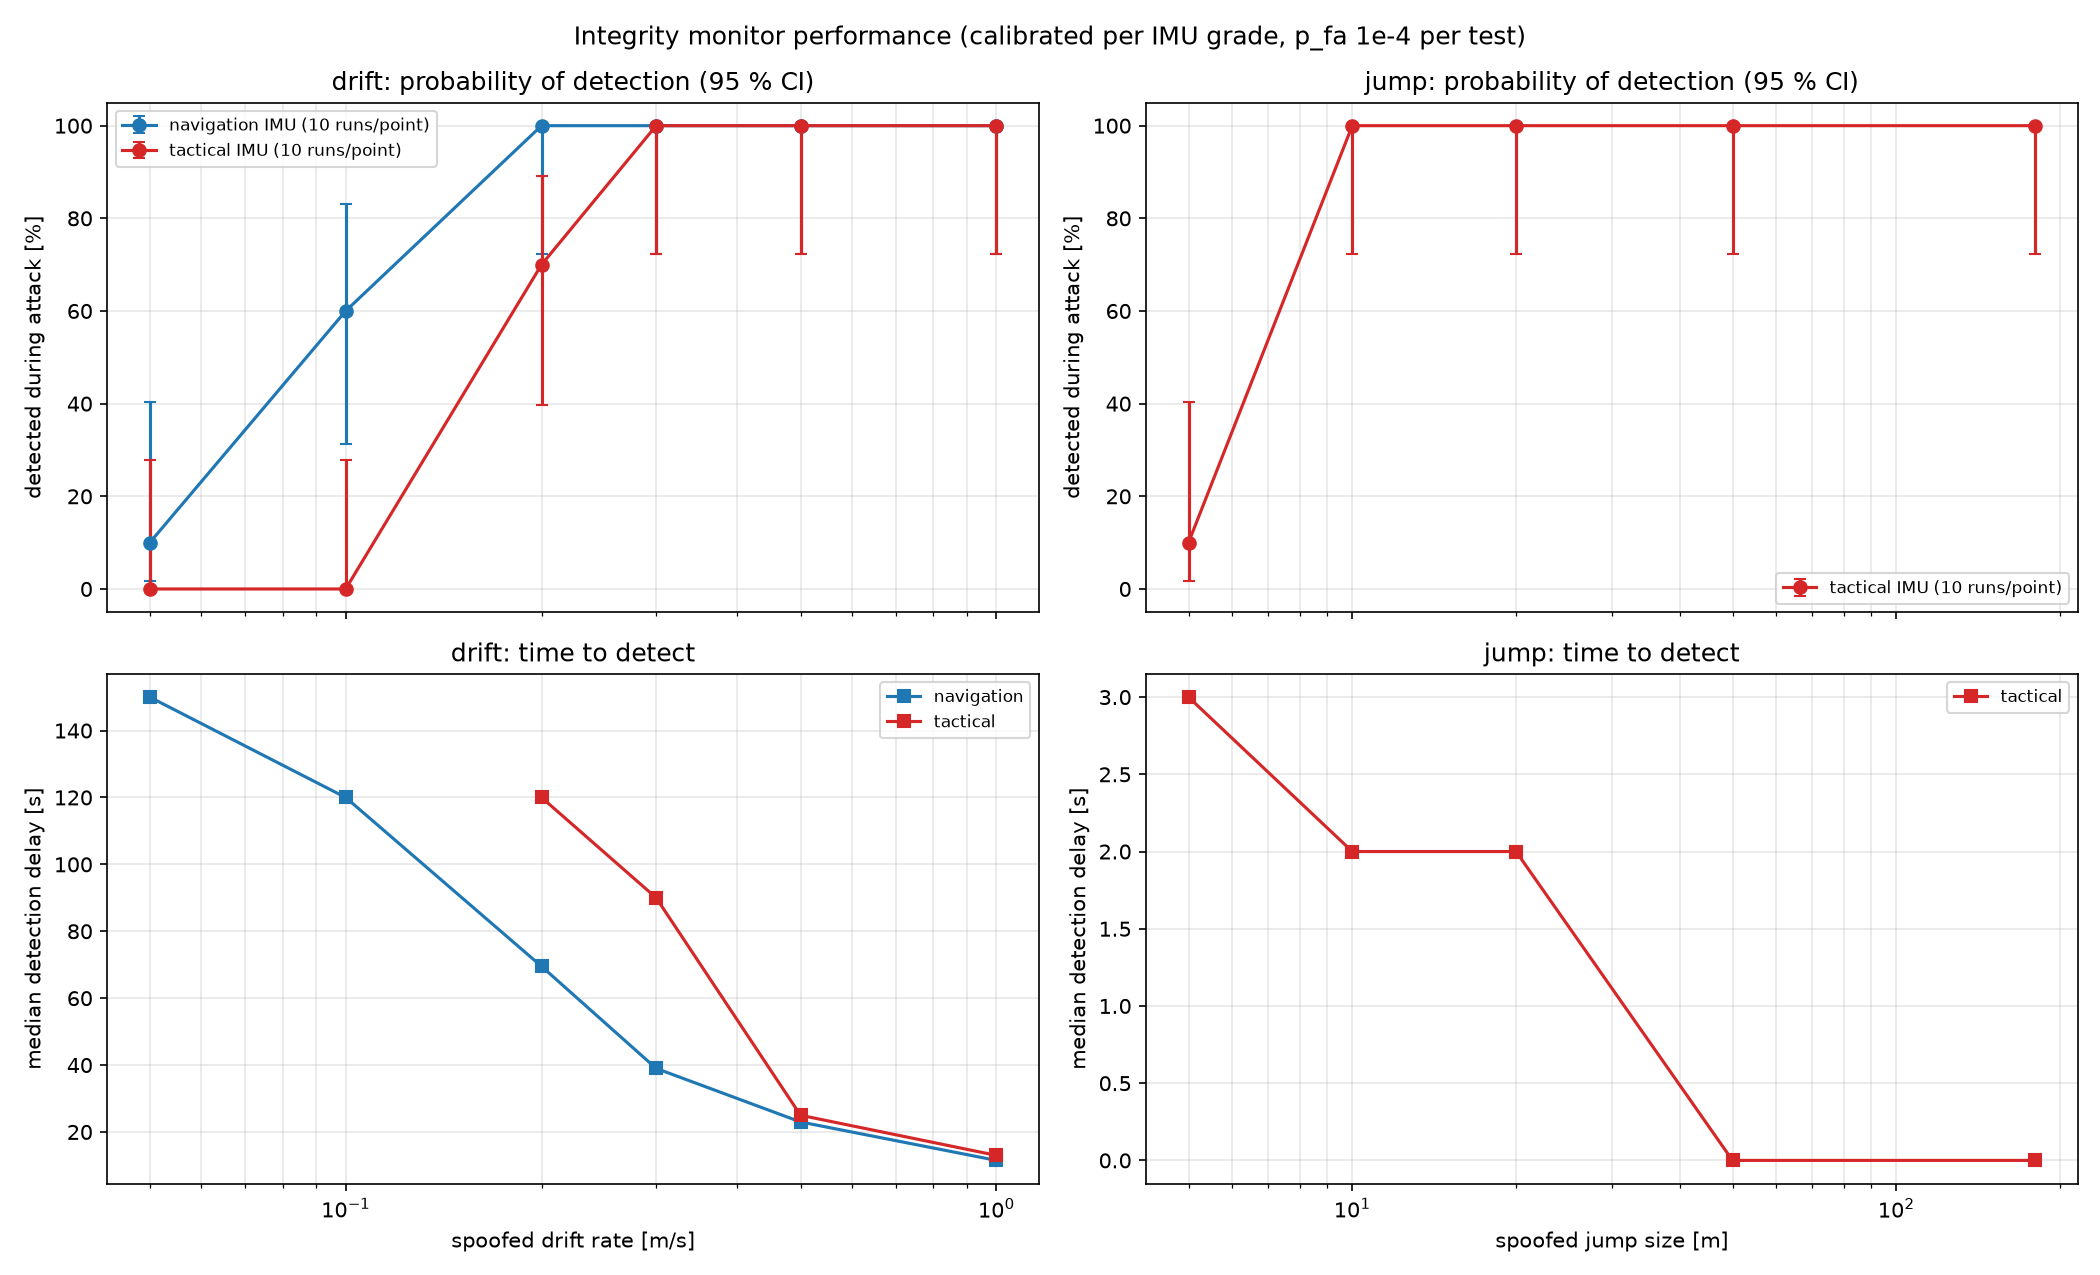 Integrity monitor performance (calibrated per IMU grade, p_fa 1e-4 per test)
drift: probability of detection (95 % CI)
detected during attack [%]
100
80
60
40
20
0
navigation IMU (10 runs/point)
tactical IMU (10 runs/point)
jump: probability of detection (95 % CI)
detected during attack [%]
100
80
60
40
20
0
tactical IMU (10 runs/point)
drift: time to detect
median detection delay [s]
140
120
100
80
60
40
20
navigation
tactical
10⁻¹
10⁰
spoofed drift rate [m/s]
jump: time to detect
median detection delay [s]
3.0
2.5
2.0
1.5
1.0
0.5
0.0
tactical
10¹
10²
spoofed jump size [m]